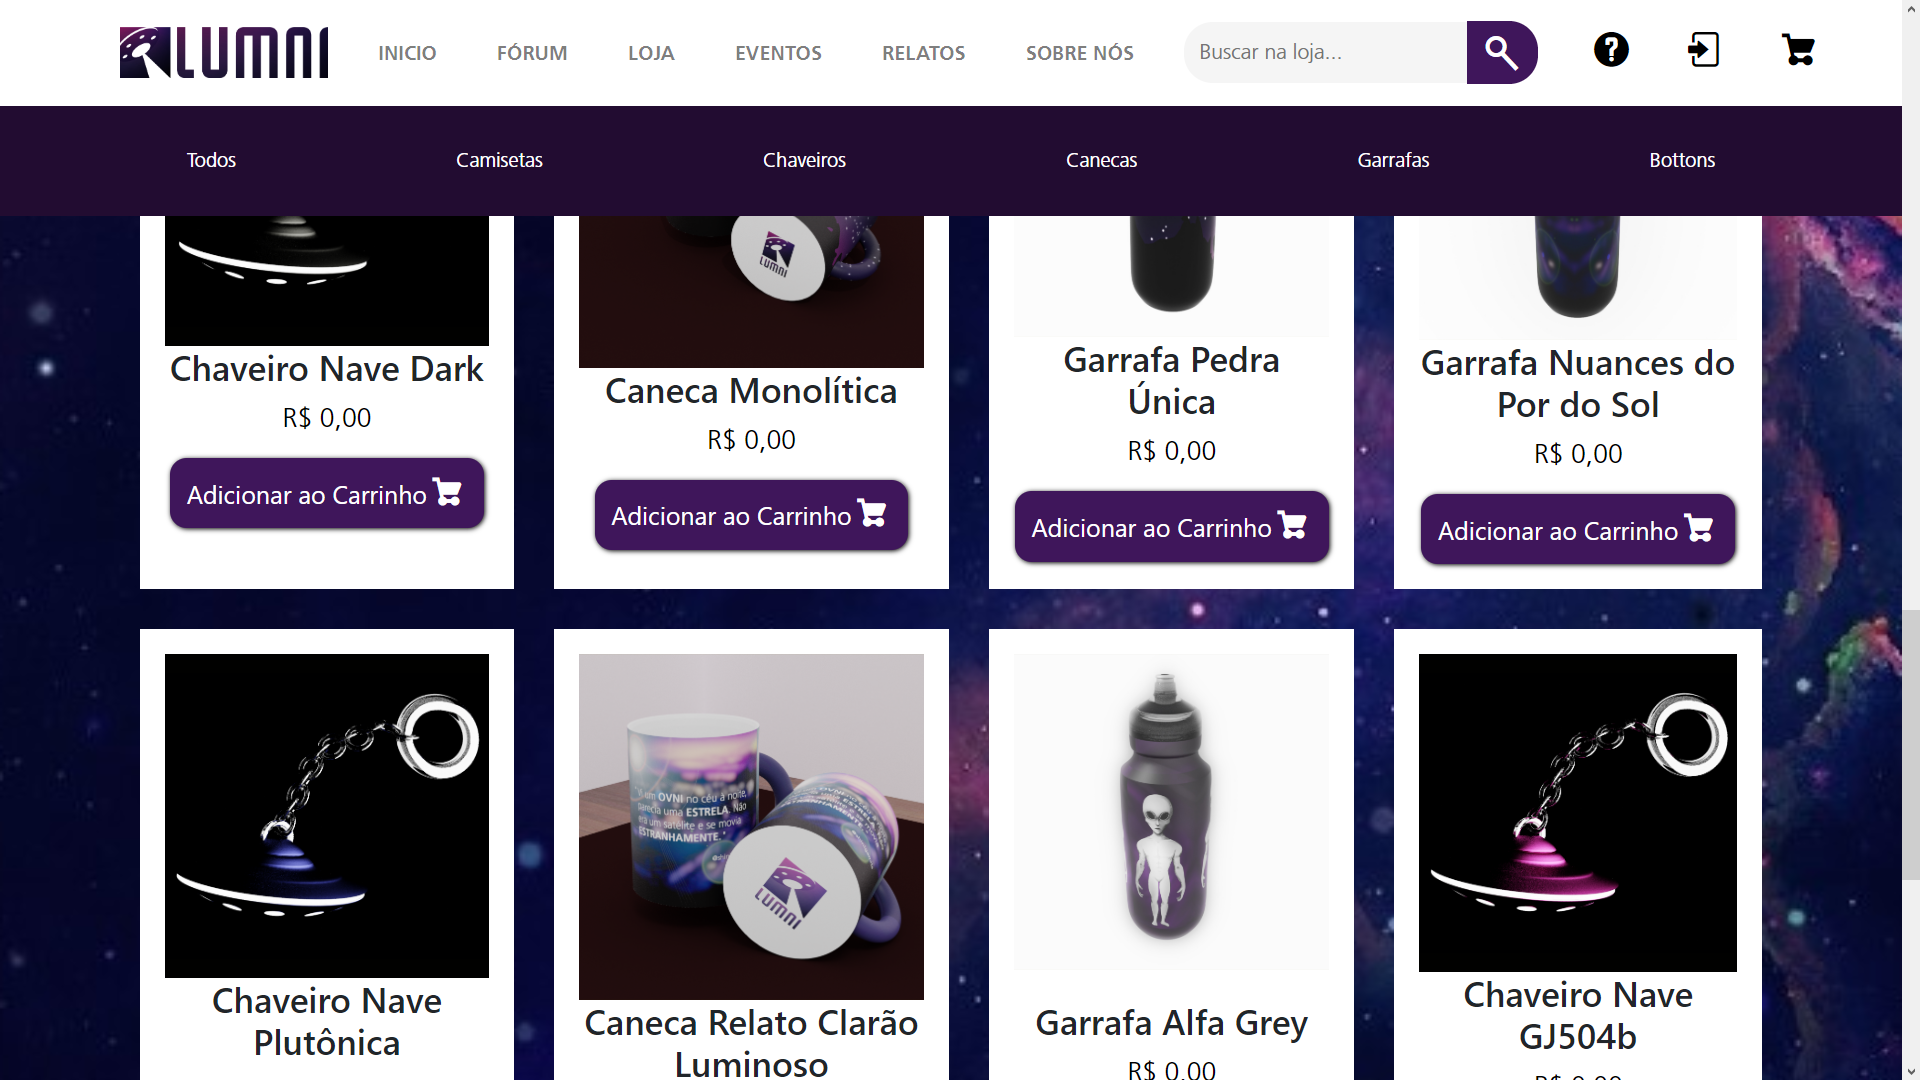 LUMNI
INICIO
FÓRUM
LOJA
EVENTOS
RELATOS
SOBRE NÓS
Buscar na loja...
Todos
Camisetas
Chaveiros
Canecas
Garrafas
Bottons
LUMNI
Chaveiro Nave Dark
R$ 0,00
Adicionar ao Carrinho
Caneca Monolítica
R$ 0,00
Adicionar ao Carrinho
Garrafa Pedra
Única
R$ 0,00
Adicionar ao Carrinho
Garrafa Nuances do
Por do Sol
R$ 0,00
Adicionar ao Carrinho
Chaveiro Nave
Plutônica
um OVNI no céu à noite,
parecia uma ESTRELA. Não
era um satélite e se movia
ESTRANHAMENTE."
LUMNI
Caneca Relato Clarão
Luminoso
Garrafa Alfa Grey
R$ 0,00
Chaveiro Nave
GJ504b
R$ 0,00